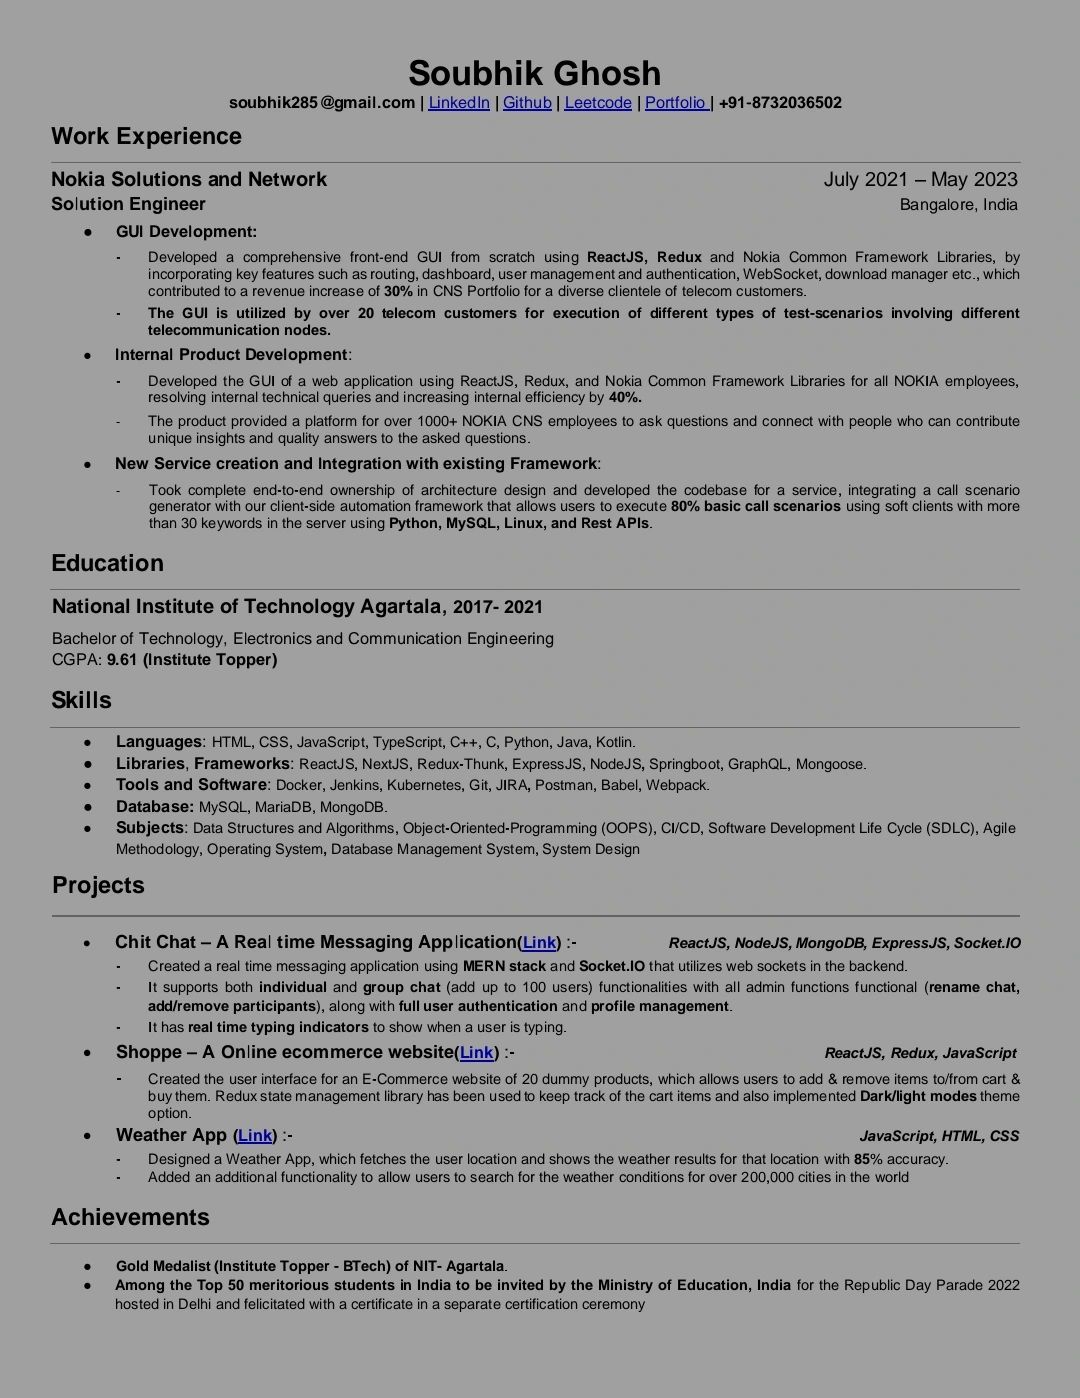 Soubhik Ghosh
soubhik285@gmail.com | LinkedIn | Github | Leetcode | Portfolio | +91-8732036502
Work Experience
Nokia Solutions and Network July 2021 – May 2023
Solution Engineer Bangalore, India
● GUI Development:
- Developed a comprehensive front-end GUI from scratch using ReactJS, Redux and Nokia Common Framework Libraries, by
incorporating key features such as routing, dashboard, user management and authentication, WebSocket, download manager etc., which
contributed to a revenue increase of 30% in CNS Portfolio for a diverse clientele of telecom customers.
- The GUI is utilized by over 20 telecom customers for execution of different types of test-scenarios involving different
telecommunication nodes.
● Internal Product Development:
- Developed the GUI of a web application using ReactJS, Redux, and Nokia Common Framework Libraries for all NOKIA employees,
resolving internal technical queries and increasing internal efficiency by 40%.
- The product provided a platform for over 1000+ NOKIA CNS employees to ask questions and connect with people who can contribute
unique insights and quality answers to the asked questions.
● New Service creation and Integration with existing Framework:
- Took complete end-to-end ownership of architecture design and developed the codebase for a service, integrating a call scenario
generator with our client-side automation framework that allows users to execute 80% basic call scenarios using soft clients with more
than 30 keywords in the server using Python, MySQL, Linux, and Rest APIs.
Education
National Institute of Technology Agartala, 2017- 2021
Bachelor of Technology, Electronics and Communication Engineering
CGPA: 9.61 (Institute Topper)
Skills
● Languages: HTML, CSS, JavaScript, TypeScript, C++, C, Python, Java, Kotlin.
● Libraries, Frameworks: ReactJS, NextJS, Redux-Thunk, ExpressJS, NodeJS, Springboot, GraphQL, Mongoose.
● Tools and Software: Docker, Jenkins, Kubernetes, Git, JIRA, Postman, Babel, Webpack.
● Database: MySQL, MariaDB, MongoDB.
● Subjects: Data Structures and Algorithms, Object-Oriented-Programming (OOPS), CI/CD, Software Development Life Cycle (SDLC), Agile
Methodology, Operating System, Database Management System, System Design
Projects
● Chit Chat – A Real time Messaging Application(Link) :- ReactJS, NodeJS, MongoDB, ExpressJS, Socket.IO
- Created a real time messaging application using MERN stack and Socket.IO that utilizes web sockets in the backend.
- It supports both individual and group chat (add up to 100 users) functionalities with all admin functions functional (rename chat,
add/remove participants), along with full user authentication and profile management.
- It has real time typing indicators to show when a user is typing.
● Shoppe – A Online ecommerce website(Link) :- ReactJS, Redux, JavaScript
- Created the user interface for an E-Commerce website of 20 dummy products, which allows users to add & remove items to/from cart &
buy them. Redux state management library has been used to keep track of the cart items and also implemented Dark/light modes theme
option.
● Weather App (Link) :- JavaScript, HTML, CSS
- Designed a Weather App, which fetches the user location and shows the weather results for that location with 85% accuracy.
- Added an additional functionality to allow users to search for the weather conditions for over 200,000 cities in the world
Achievements
● Gold Medalist (Institute Topper - BTech) of NIT- Agartala.
● Among the Top 50 meritorious students in India to be invited by the Ministry of Education, India for the Republic Day Parade 2022
hosted in Delhi and felicitated with a certificate in a separate certification ceremony